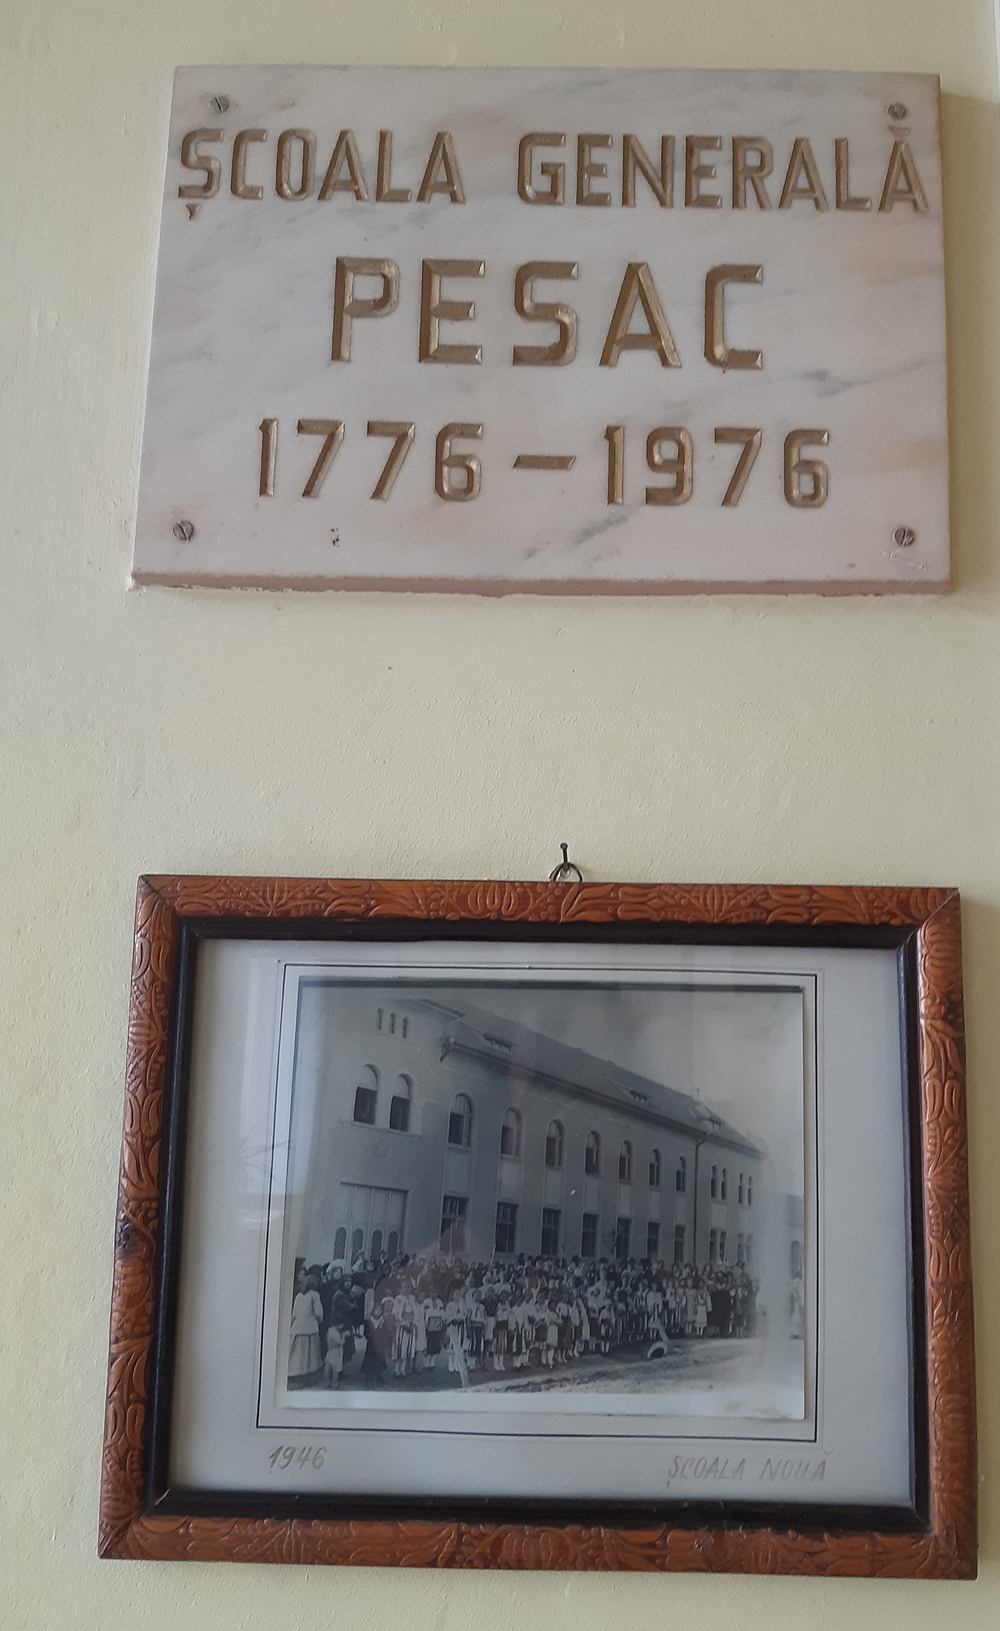 ȘCOALA GENERALĂ
PESAC
1776-1976
1946 ȘCOALA NOUĂ